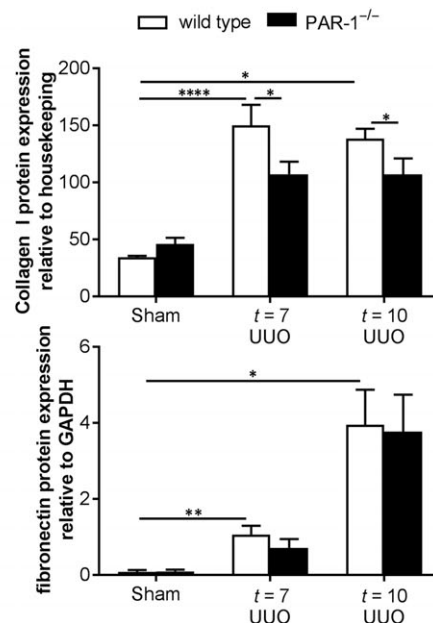 wild type PAR-1–/–
Collagen I protein expression
relative to housekeeping
200
150
100
50
0
*
****
*
*
Sham
t = 7
UUO
t = 10
UUO
fibronectin protein expression
relative to GAPDH
6
4
2
0
*
**
Sham
t = 7
UUO
t = 10
UUO